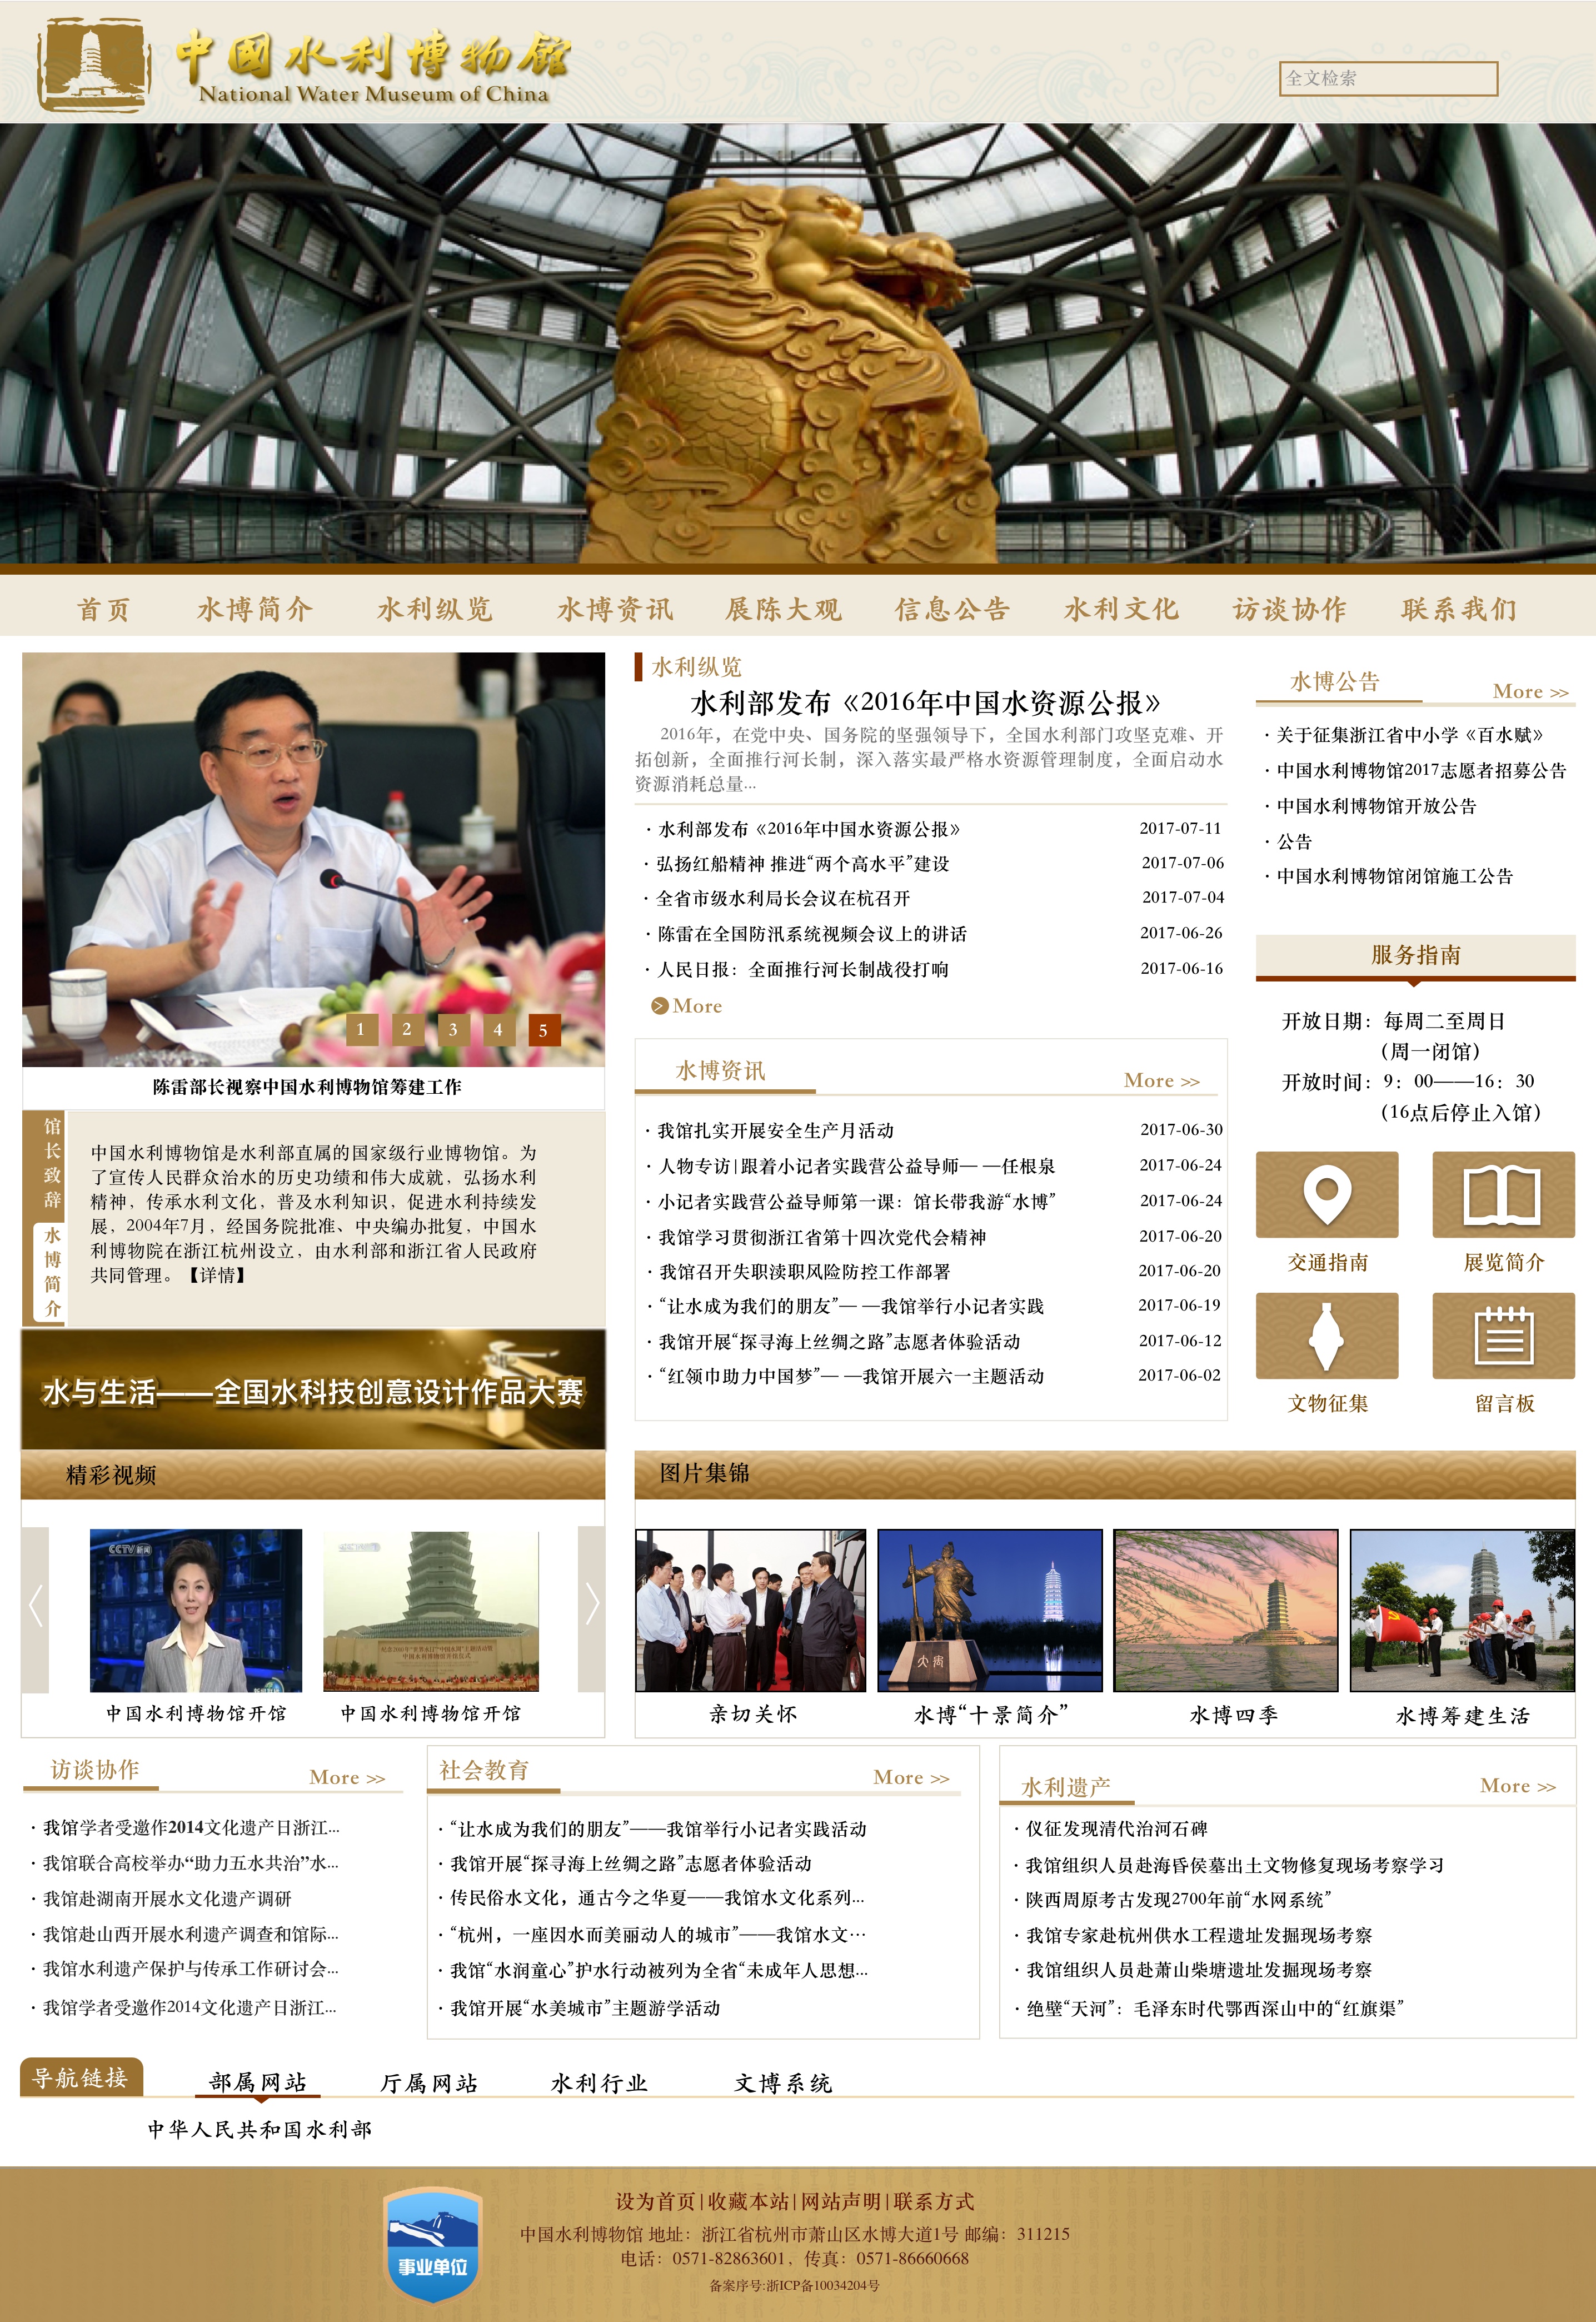 中国水利博物馆
National Water Museum of China
全文检索
首页 水博简介 水利纵览 水博资讯 展陈大观 信息公告 水利文化 访谈协作 联系我们
1 2 3 4 5
陈雷部长视察中国水利博物馆筹建工作
馆长致辞
水博简介
中国水利博物馆是水利部直属的国家级行业博物馆。为
了宣传人民群众治水的历史功绩和伟大成就，弘扬水利
精神，传承水利文化，普及水利知识，促进水利持续发
展，2004年7月，经国务院批准、中央编办批复，中国水
利博物院在浙江杭州设立，由水利部和浙江省人民政府
共同管理。【详情】
水与生活——全国水科技创意设计作品大赛
水利纵览
水利部发布《2016年中国水资源公报》
2016年，在党中央、国务院的坚强领导下，全国水利部门攻坚克难、开
拓创新，全面推行河长制，深入落实最严格水资源管理制度，全面启动水
资源消耗总量...
· 水利部发布《2016年中国水资源公报》 2017-07-11
· 弘扬红船精神 推进“两个高水平”建设 2017-07-06
· 全省市级水利局长会议在杭召开 2017-07-04
· 陈雷在全国防汛系统视频会议上的讲话 2017-06-26
· 人民日报：全面推行河长制战役打响 2017-06-16
More
水博资讯 More >>
· 我馆扎实开展安全生产月活动 2017-06-30
· 人物专访|跟着小记者实践营公益导师— —任根泉 2017-06-24
· 小记者实践营公益导师第一课：馆长带我游“水博” 2017-06-24
· 我馆学习贯彻浙江省第十四次党代会精神 2017-06-20
· 我馆召开失职渎职风险防控工作部署 2017-06-20
· “让水成为我们的朋友”— —我馆举行小记者实践 2017-06-19
· 我馆开展“探寻海上丝绸之路”志愿者体验活动 2017-06-12
· “红领巾助力中国梦”— —我馆开展六一主题活动 2017-06-02
水博公告 More >>
· 关于征集浙江省中小学《百水赋》
· 中国水利博物馆2017志愿者招募公告
· 中国水利博物馆开放公告
· 公告
· 中国水利博物馆闭馆施工公告
服务指南
开放日期：每周二至周日
（周一闭馆）
开放时间：9：00——16：30
（16点后停止入馆）
交通指南 展览简介
文物征集 留言板
精彩视频
CCTV 新闻
中国水利博物馆开馆 中国水利博物馆开馆
图片集锦
大禹
亲切关怀 水博“十景简介” 水博四季 水博筹建生活
访谈协作 More >>
· 我馆学者受邀作2014文化遗产日浙江...
· 我馆联合高校举办“助力五水共治”水...
· 我馆赴湖南开展水文化遗产调研
· 我馆赴山西开展水利遗产调查和馆际...
· 我馆水利遗产保护与传承工作研讨会...
· 我馆学者受邀作2014文化遗产日浙江...
社会教育 More >>
· “让水成为我们的朋友”——我馆举行小记者实践活动
· 我馆开展“探寻海上丝绸之路”志愿者体验活动
· 传民俗水文化，通古今之华夏——我馆水文化系列...
· “杭州，一座因水而美丽动人的城市”——我馆水文···
· 我馆“水润童心”护水行动被列为全省“未成年人思想...
· 我馆开展“水美城市”主题游学活动
水利遗产 More >>
· 仪征发现清代治河石碑
· 我馆组织人员赴海昏侯墓出土文物修复现场考察学习
· 陕西周原考古发现2700年前“水网系统”
· 我馆专家赴杭州供水工程遗址发掘现场考察
· 我馆组织人员赴萧山柴塘遗址发掘现场考察
· 绝壁“天河”：毛泽东时代鄂西深山中的“红旗渠”
导航链接 部属网站 厅属网站 水利行业 文博系统
中华人民共和国水利部
事业单位
设为首页|收藏本站|网站声明|联系方式
中国水利博物馆 地址：浙江省杭州市萧山区水博大道1号 邮编：311215
电话：0571-82863601，传真：0571-86660668
备案序号:浙ICP备10034204号